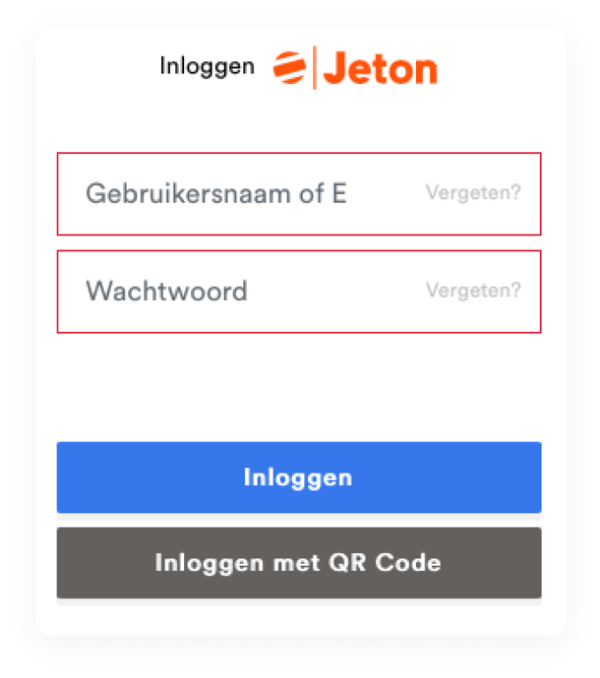 Inloggen Jeton
Gebruikersnaam of E Vergeten?
Wachtwoord Vergeten?
Inloggen
Inloggen met QR Code